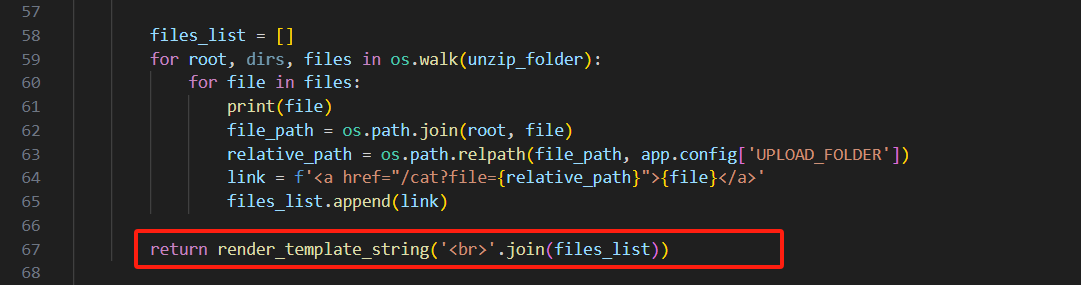 57
58 files_list = []
59 for root, dirs, files in os.walk(unzip_folder):
60     for file in files:
61         print(file)
62         file_path = os.path.join(root, file)
63         relative_path = os.path.relpath(file_path, app.config['UPLOAD_FOLDER'])
64         link = f'<a href="/cat?file={relative_path}">{file}</a>'
65         files_list.append(link)
66
67 return render_template_string('<br>'.join(files_list))
68